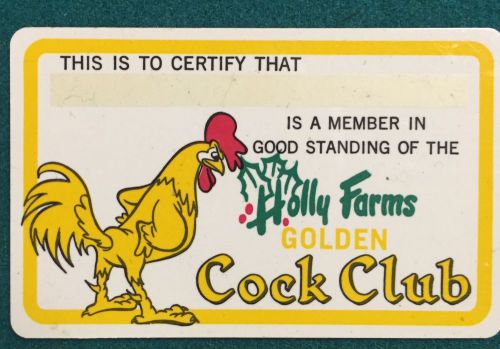 THIS IS TO CERTIFY THAT
IS A MEMBER IN
GOOD STANDING OF THE
Holly Farms
GOLDEN
Cock Club